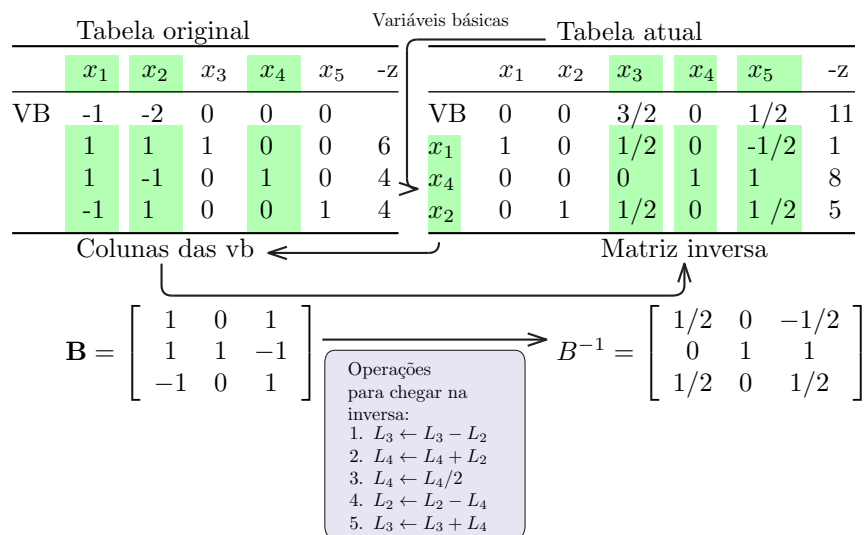 Variáveis básicas
Tabela original
x₁ x₂ x₃ x₄ x₅ -z
VB -1 -2 0 0 0
1 1 1 0 0 6
1 -1 0 1 0 4
-1 1 0 0 1 4
Colunas das vb
Tabela atual
x₁ x₂ x₃ x₄ x₅ -z
VB 0 0 3/2 0 1/2 11
x₁ 1 0 1/2 0 -1/2 1
x₄ 0 0 0 1 1 8
x₂ 0 1 1/2 0 1 /2 5
Matriz inversa
B =
1 0 1
1 1 −1
−1 0 1
B⁻¹ =
1/2 0 −1/2
0 1 1
1/2 0 1/2
Operações
para chegar na
inversa:
1. L₃ ← L₃ − L₂
2. L₄ ← L₄ + L₂
3. L₄ ← L₄/2
4. L₂ ← L₂ − L₄
5. L₃ ← L₃ + L₄